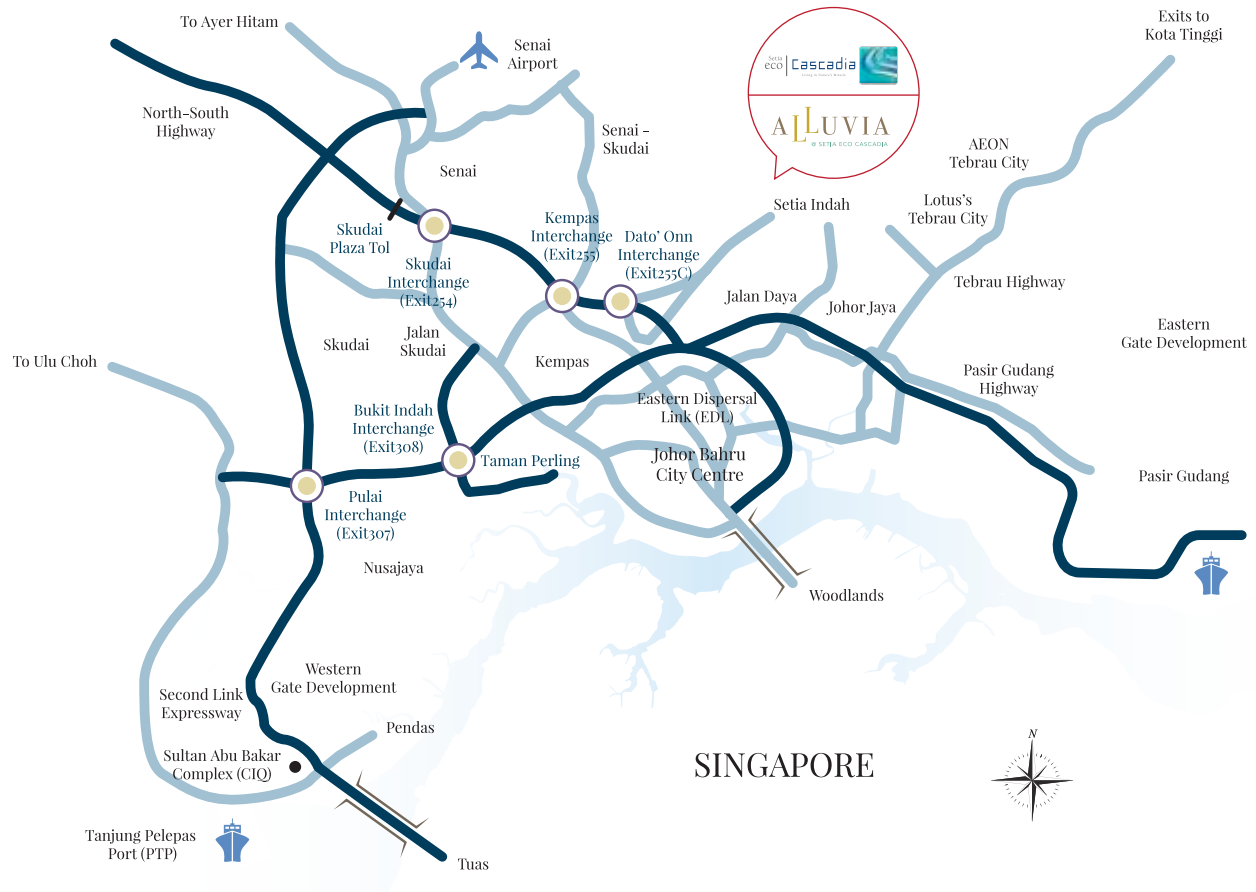 To Ayer Hitam
Exits to
Kota Tinggi
Senai
Airport
Setia
eco
Cascadia
ALLUVIA
@ SETIA ECO CASCADIA
North-South
Highway
Senai –
Skudai
AEON
Tebrau City
Senai
Setia Indah
Lotus's
Tebrau City
Skudai
Plaza Tol
Kempas
Interchange
(Exit255)
Dato' Onn
Interchange
(Exit255C)
Skudai
Interchange
(Exit254)
Tebrau Highway
Jalan Daya
Johor Jaya
Eastern
Gate Development
Jalan
Skudai
Skudai
To Ulu Choh
Kempas
Pasir Gudang
Highway
Bukit Indah
Interchange
(Exit308)
Eastern Dispersal
Link (EDL)
Taman Perling
Johor Bahru
City Centre
Pasir Gudang
Pulai
Interchange
(Exit307)
Nusajaya
Woodlands
Western
Gate Development
Second Link
Expressway
Pendas
Sultan Abu Bakar
Complex (CIQ)
SINGAPORE
N
Tanjung Pelepas
Port (PTP)
Tuas